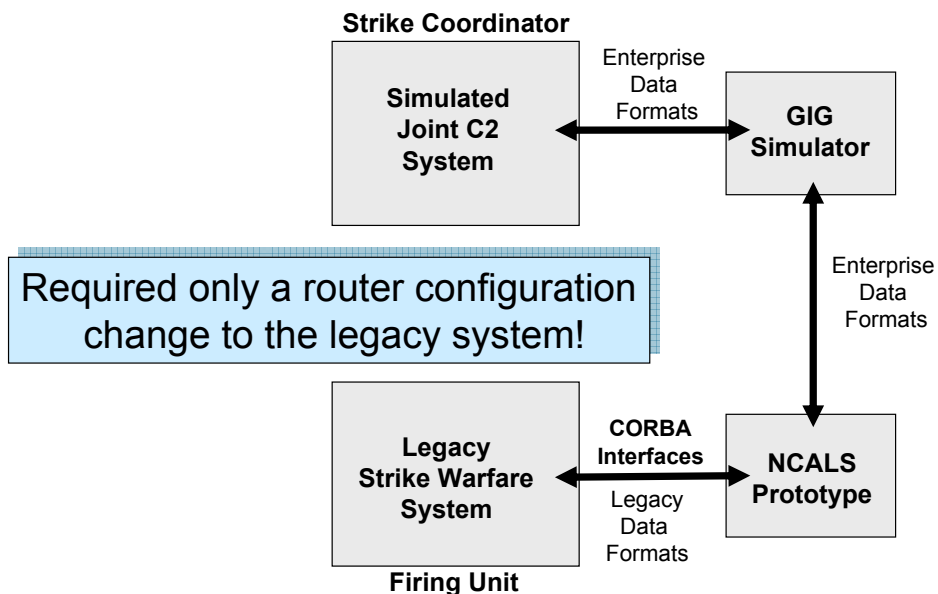 Strike Coordinator
Simulated
Joint C2
System
Enterprise
Data
Formats
GIG
Simulator
Enterprise
Data
Formats
Required only a router configuration
change to the legacy system!
Legacy
Strike Warfare
System
CORBA
Interfaces
Legacy
Data
Formats
NCALS
Prototype
Firing Unit